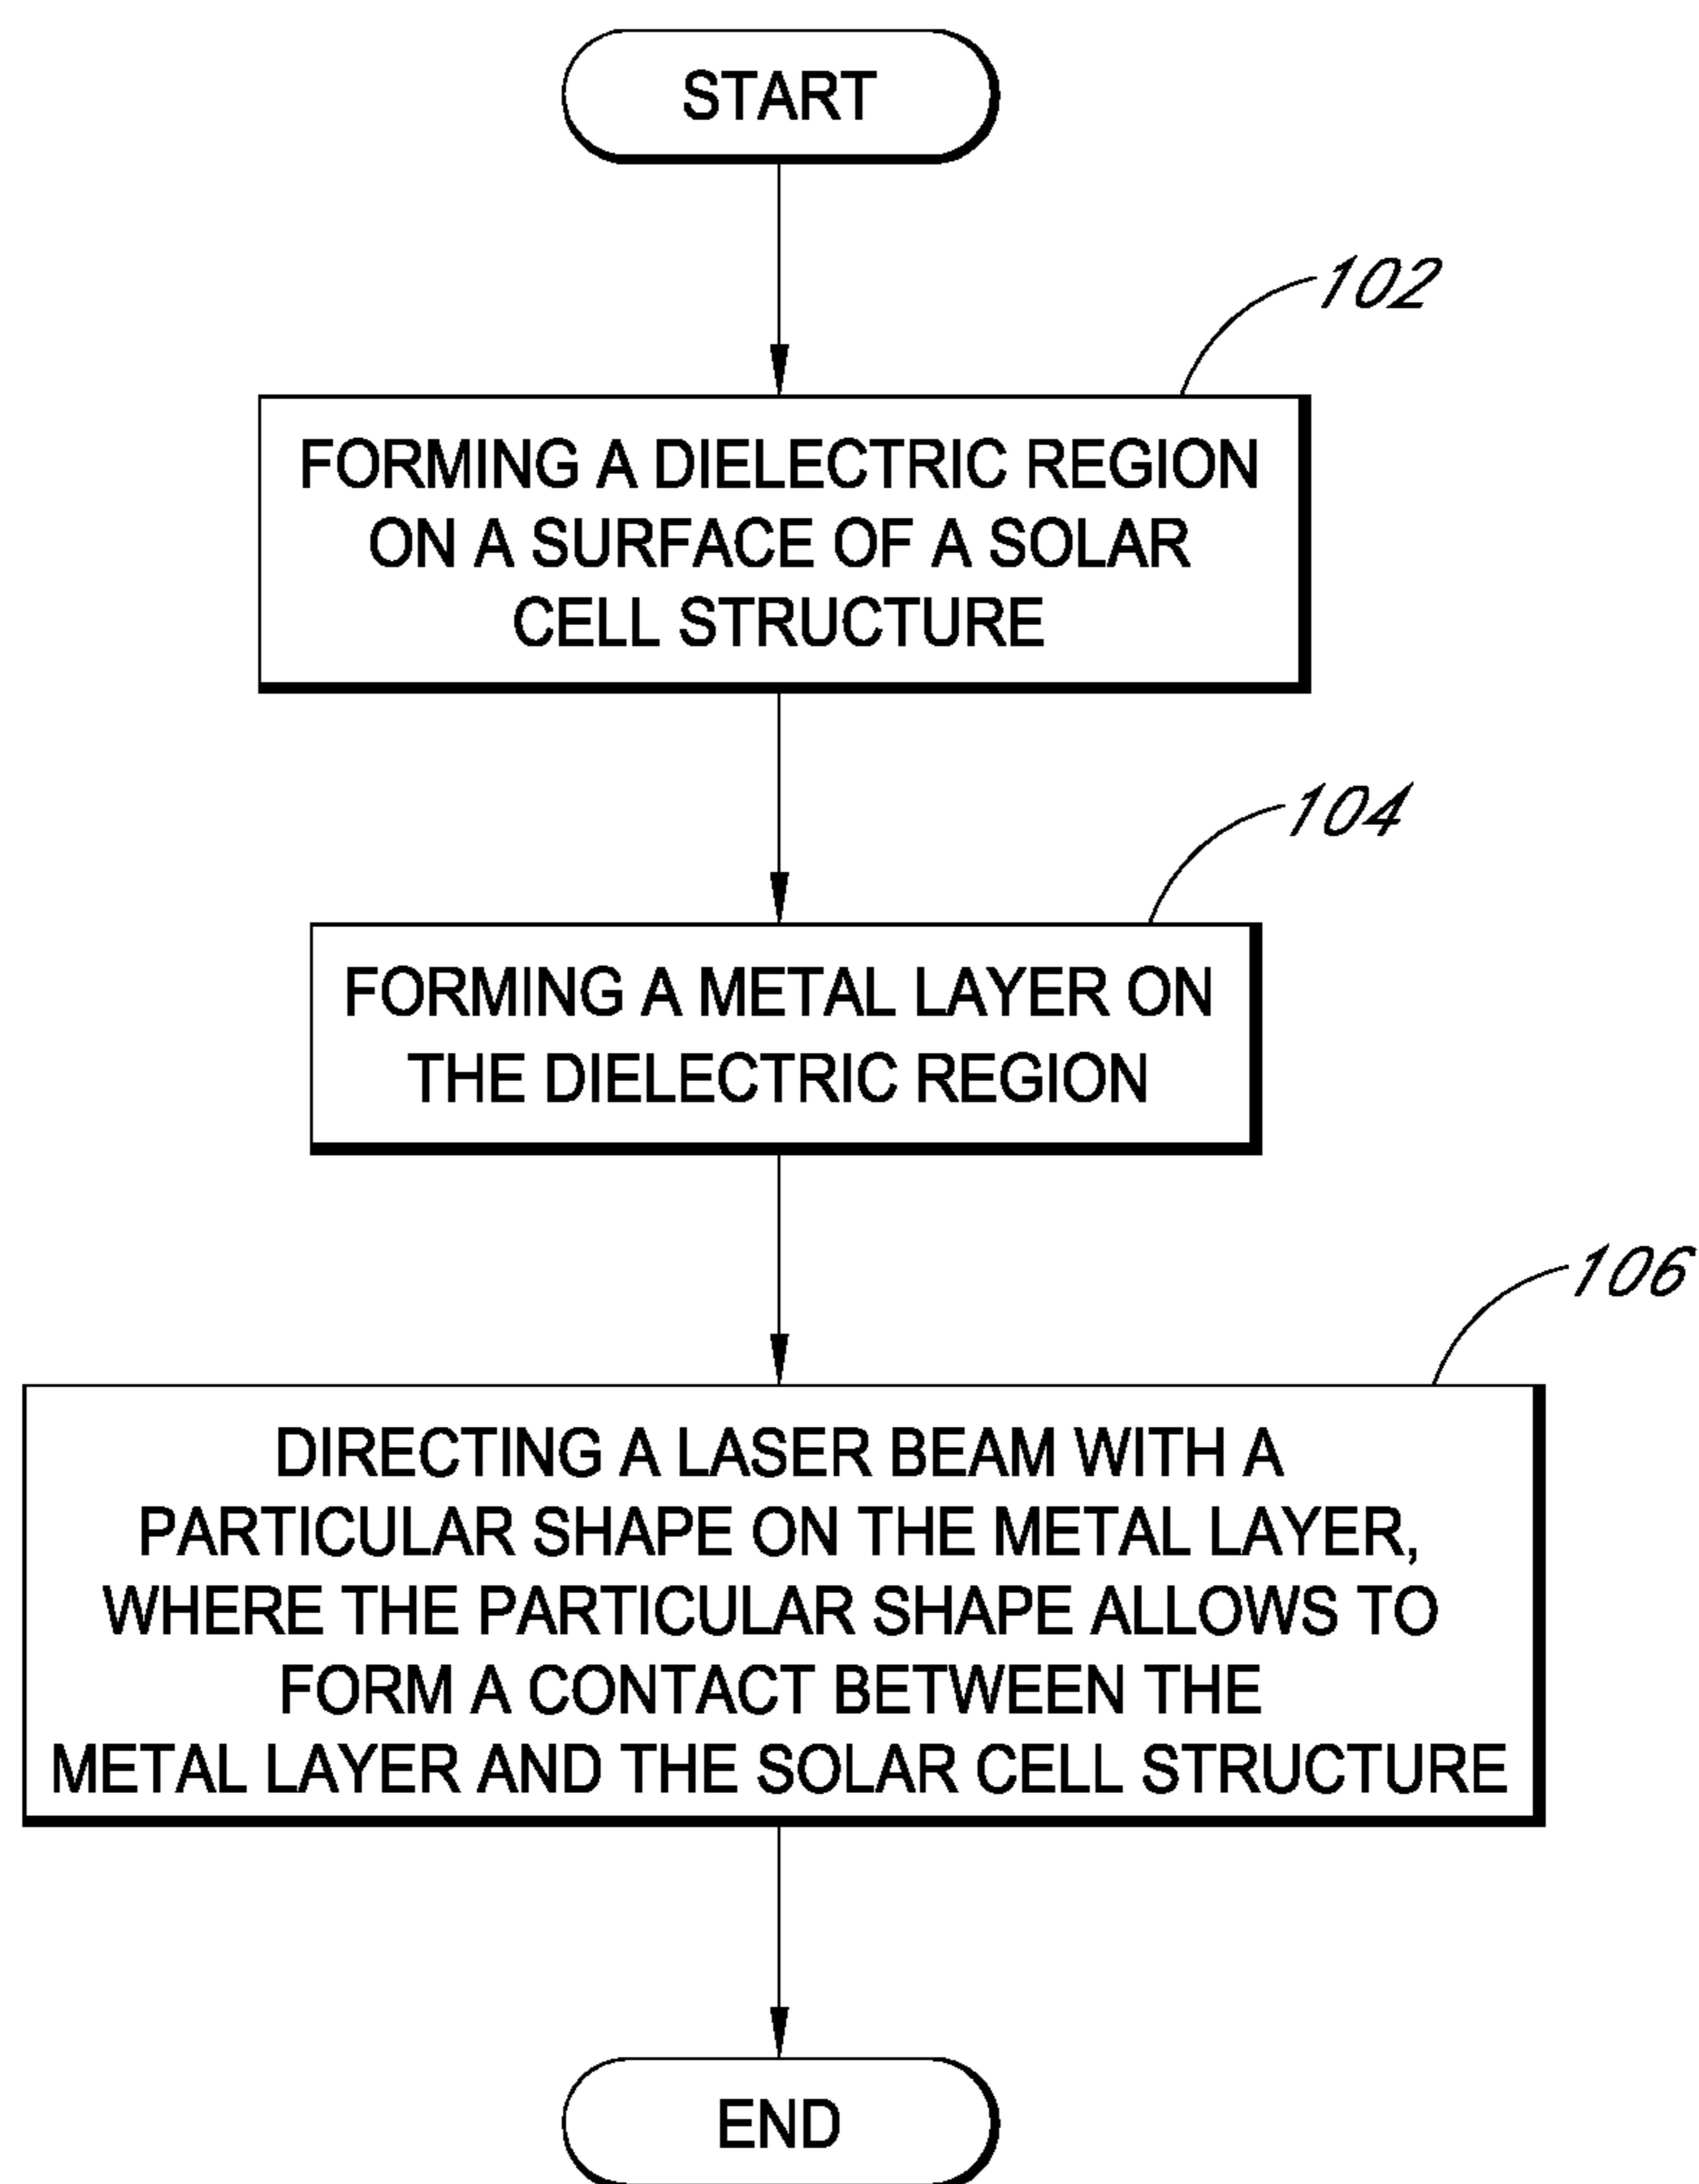 START
102
FORMING A DIELECTRIC REGION
ON A SURFACE OF A SOLAR
CELL STRUCTURE
104
FORMING A METAL LAYER ON
THE DIELECTRIC REGION
106
DIRECTING A LASER BEAM WITH A
PARTICULAR SHAPE ON THE METAL LAYER,
WHERE THE PARTICULAR SHAPE ALLOWS TO
FORM A CONTACT BETWEEN THE
METAL LAYER AND THE SOLAR CELL STRUCTURE
END